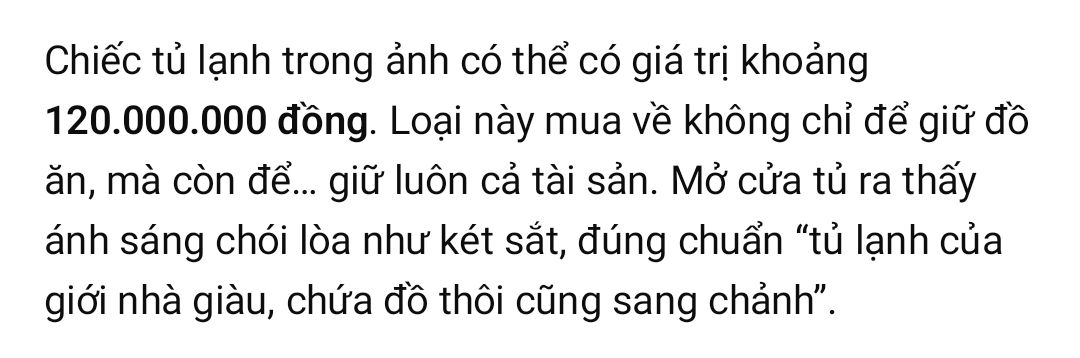 Chiếc tủ lạnh trong ảnh có thể có giá trị khoảng
120.000.000 đồng. Loại này mua về không chỉ để giữ đồ
ăn, mà còn để... giữ luôn cả tài sản. Mở cửa tủ ra thấy
ánh sáng chói lòa như két sắt, đúng chuẩn “tủ lạnh của
giới nhà giàu, chứa đồ thôi cũng sang chảnh”.